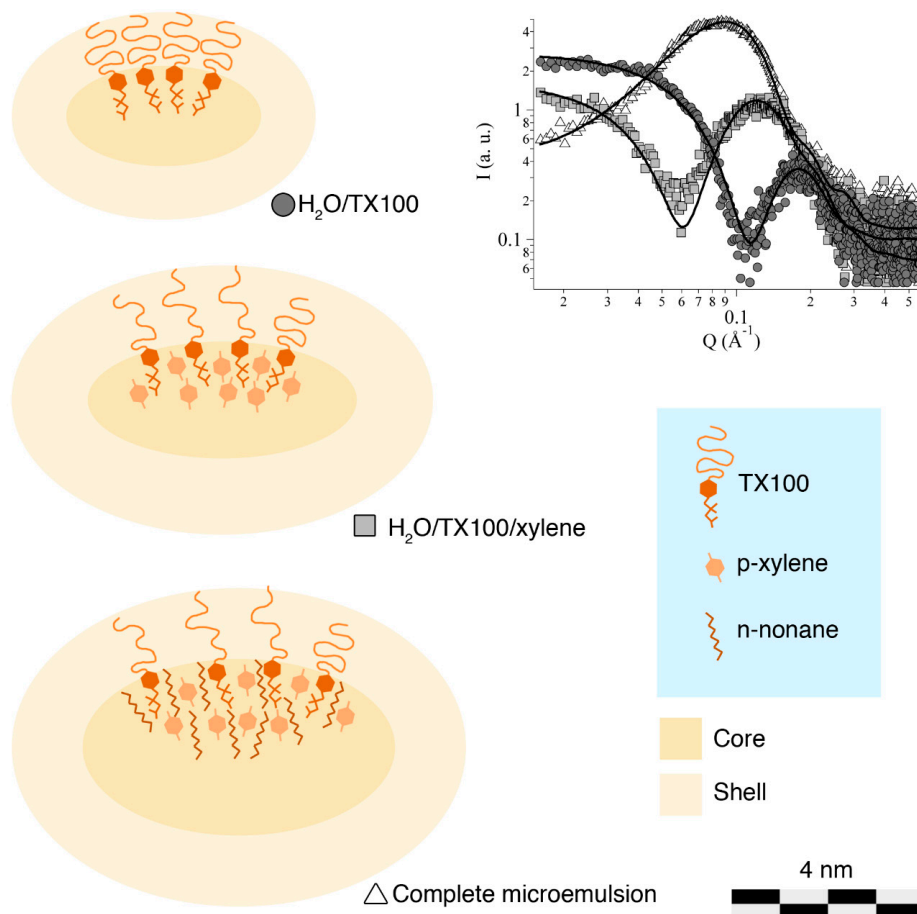 H₂O/TX100
H₂O/TX100/xylene
Complete microemulsion
I (a. u.)
4
2
1
8
6
4
2
0.1
8
6
2
3
4
5
6
7
8
9
0.1
2
3
4
5
Q (Å⁻¹)
TX100
p-xylene
n-nonane
Core
Shell
4 nm